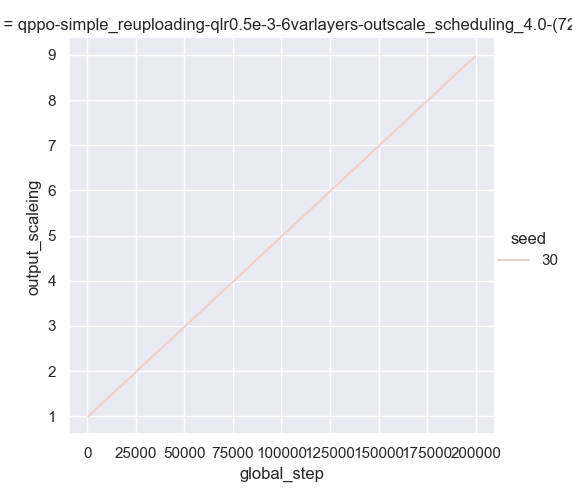 = qppo-simple_reuploading-qlr0.5e-3-6varlayers-outscale_scheduling_4.0-(72
9
8
7
6
5
4
3
2
1
output_scaleing
0 25000 50000 75000 100000 125000 150000 175000 200000
global_step
seed
30